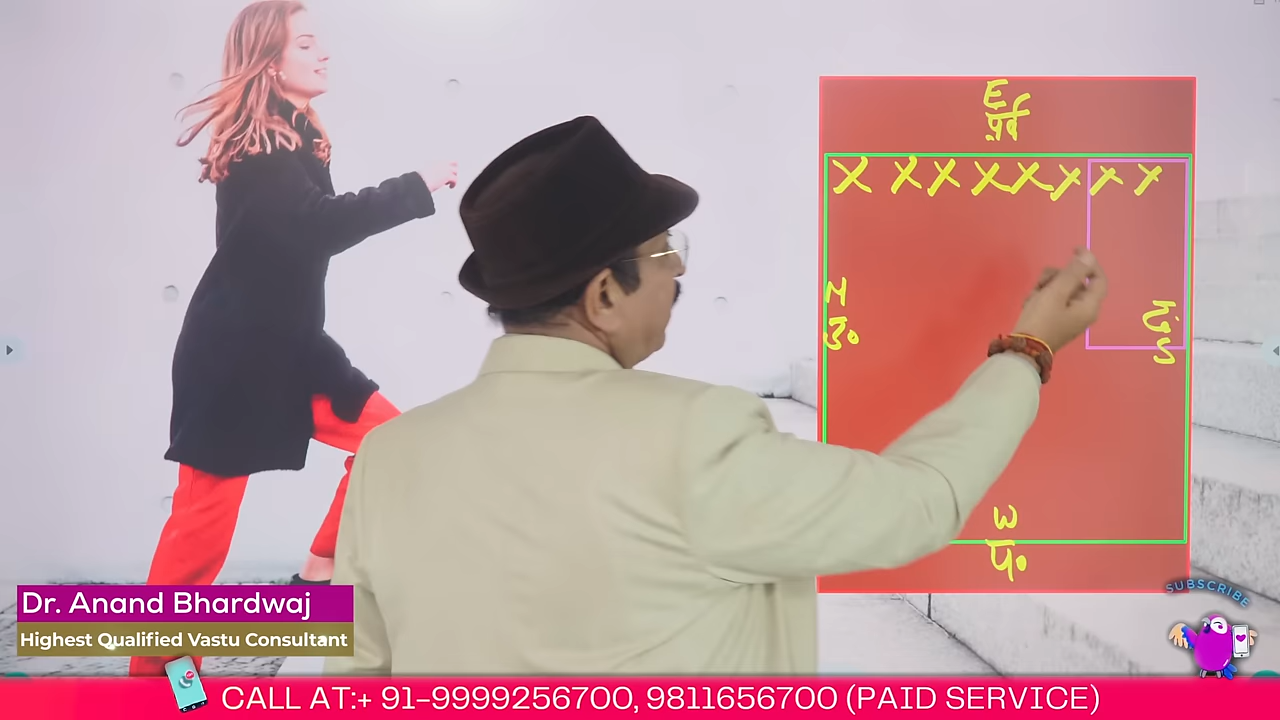 E
पूर्व
X X X X X X X X
N
उ०
द०
S
W
प०
Dr. Anand Bhardwaj
Highest Qualified Vastu Consultant
SUBSCRIBE
CALL AT:+ 91-9999256700, 9811656700 (PAID SERVICE)